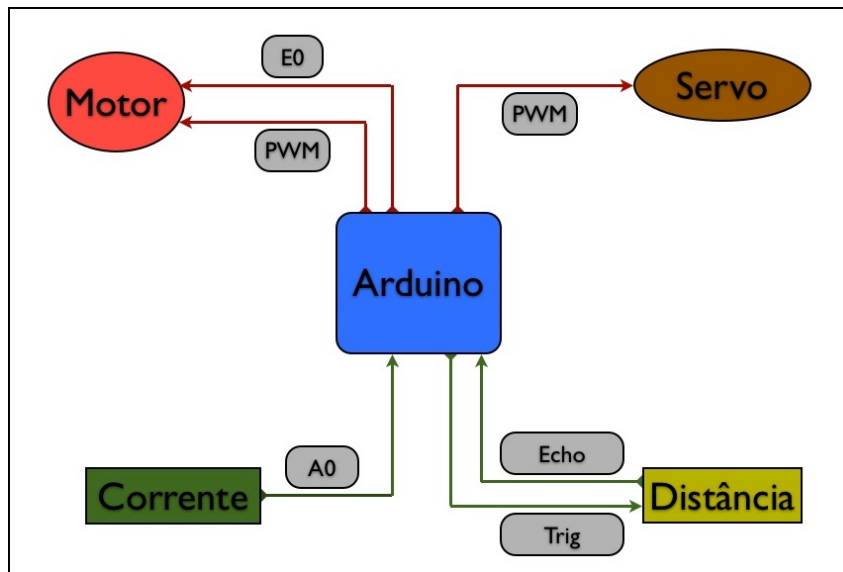 E0
Motor
Servo
PWM
PWM
Arduino
Echo
A0
Corrente
Distância
Trig